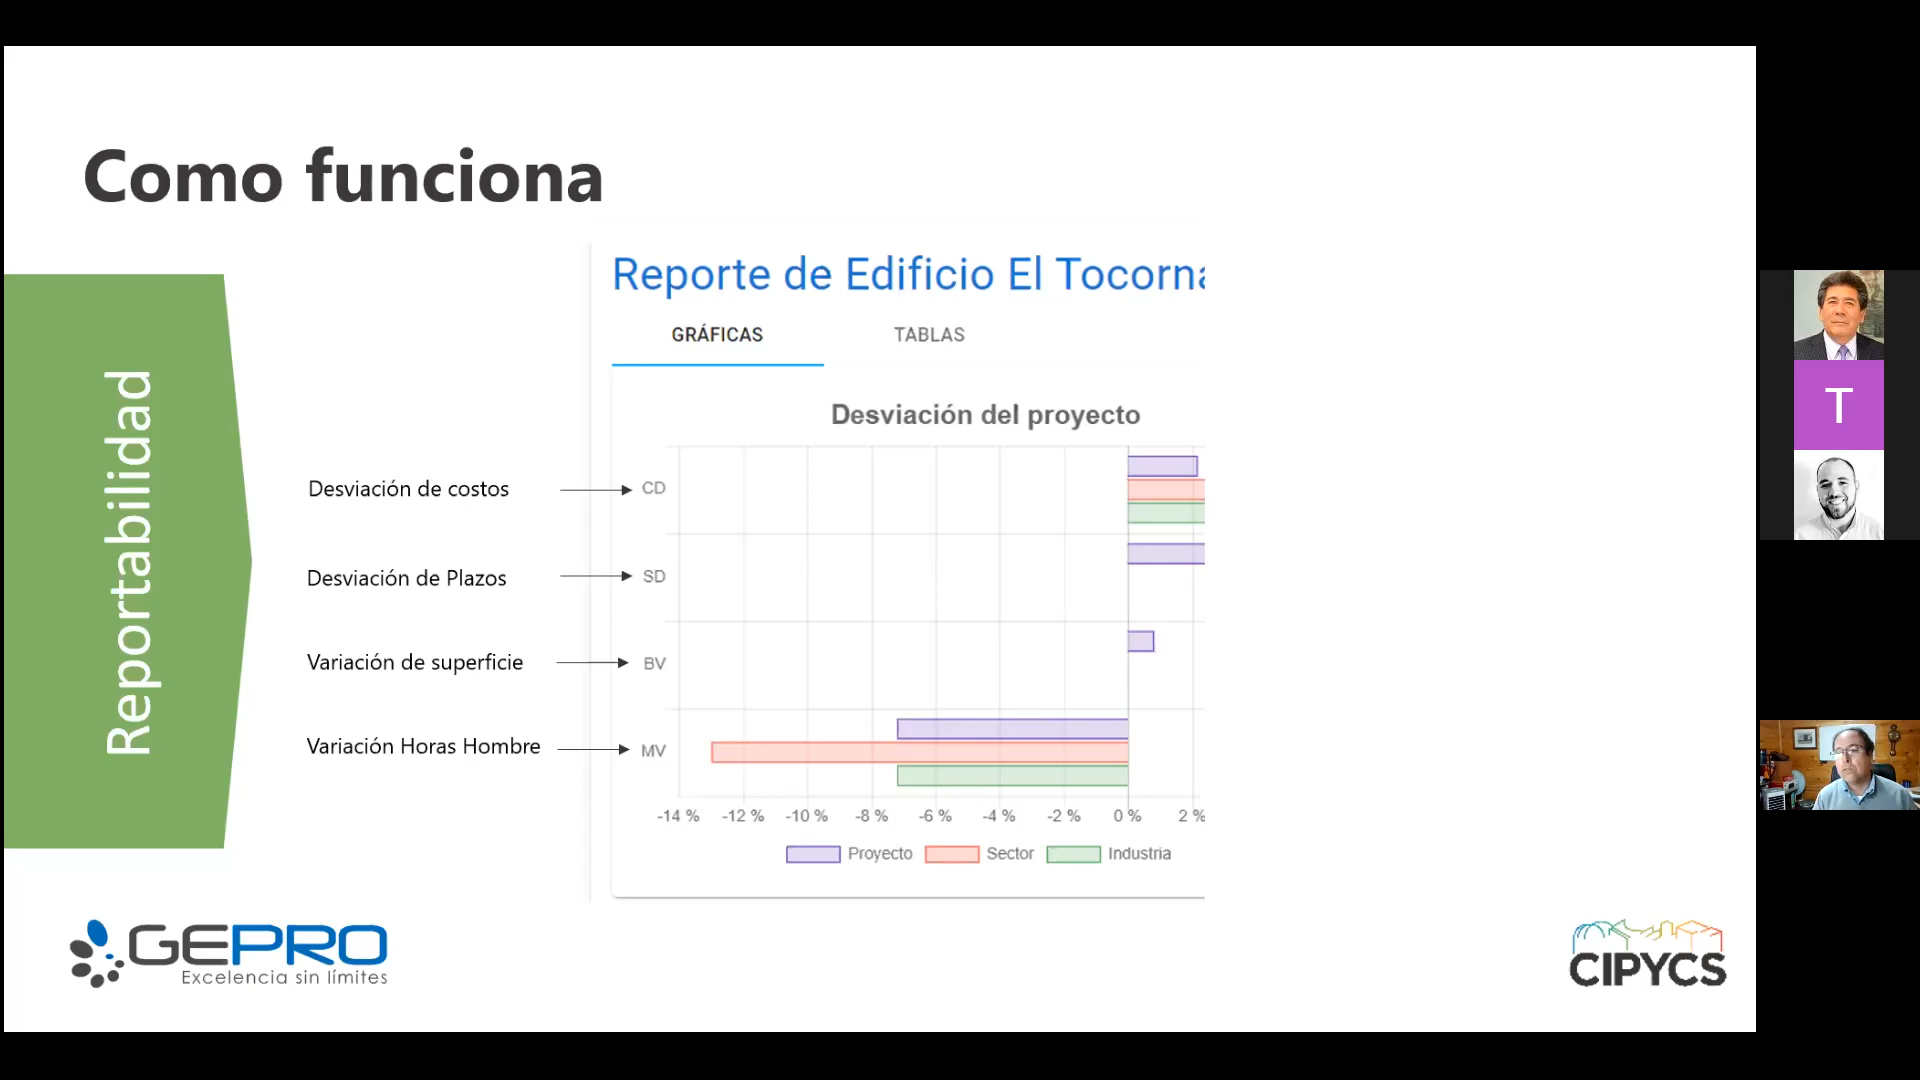 Como funciona
Reportabilidad
Reporte de Edificio El Tocorna
GRÁFICAS TABLAS
Desviación del proyecto
Desviación de costos CD
Desviación de Plazos SD
Variación de superficie BV
Variación Horas Hombre MV
-14 % -12 % -10 % -8 % -6 % -4 % -2 % 0 % 2 %
Proyecto Sector Industria
GEPRO
Excelencia sin límites
CIPYCS
T